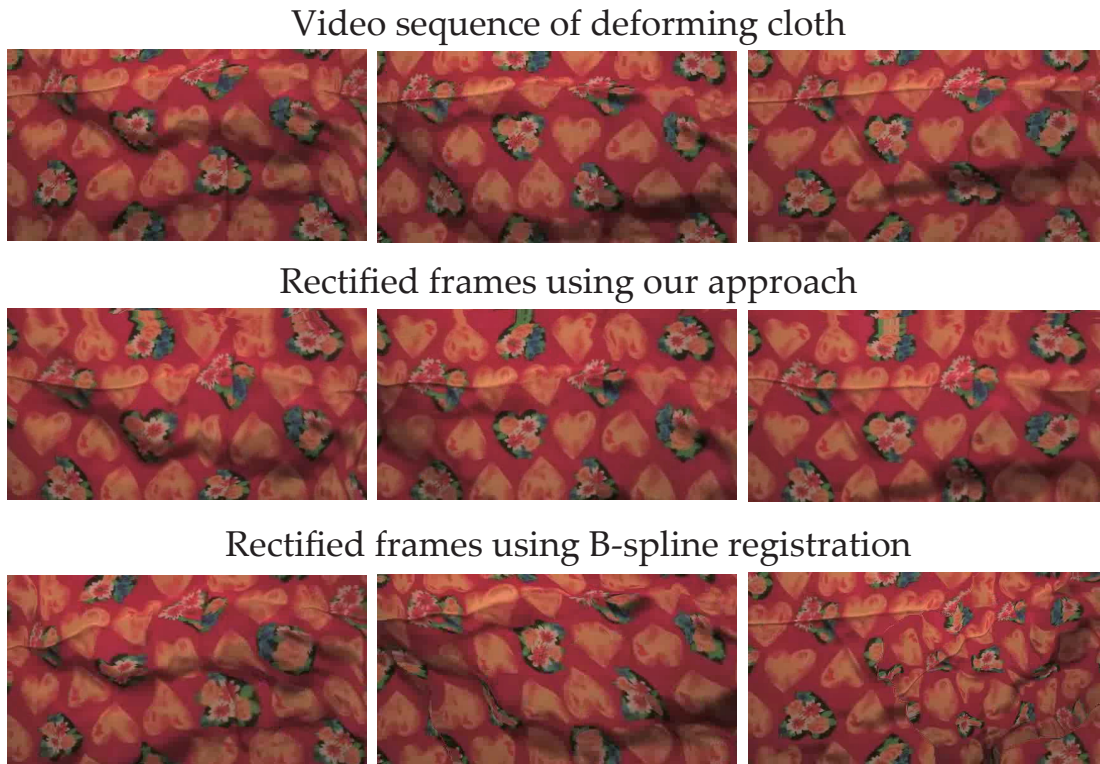 Video sequence of deforming cloth
Rectified frames using our approach
Rectified frames using B-spline registration